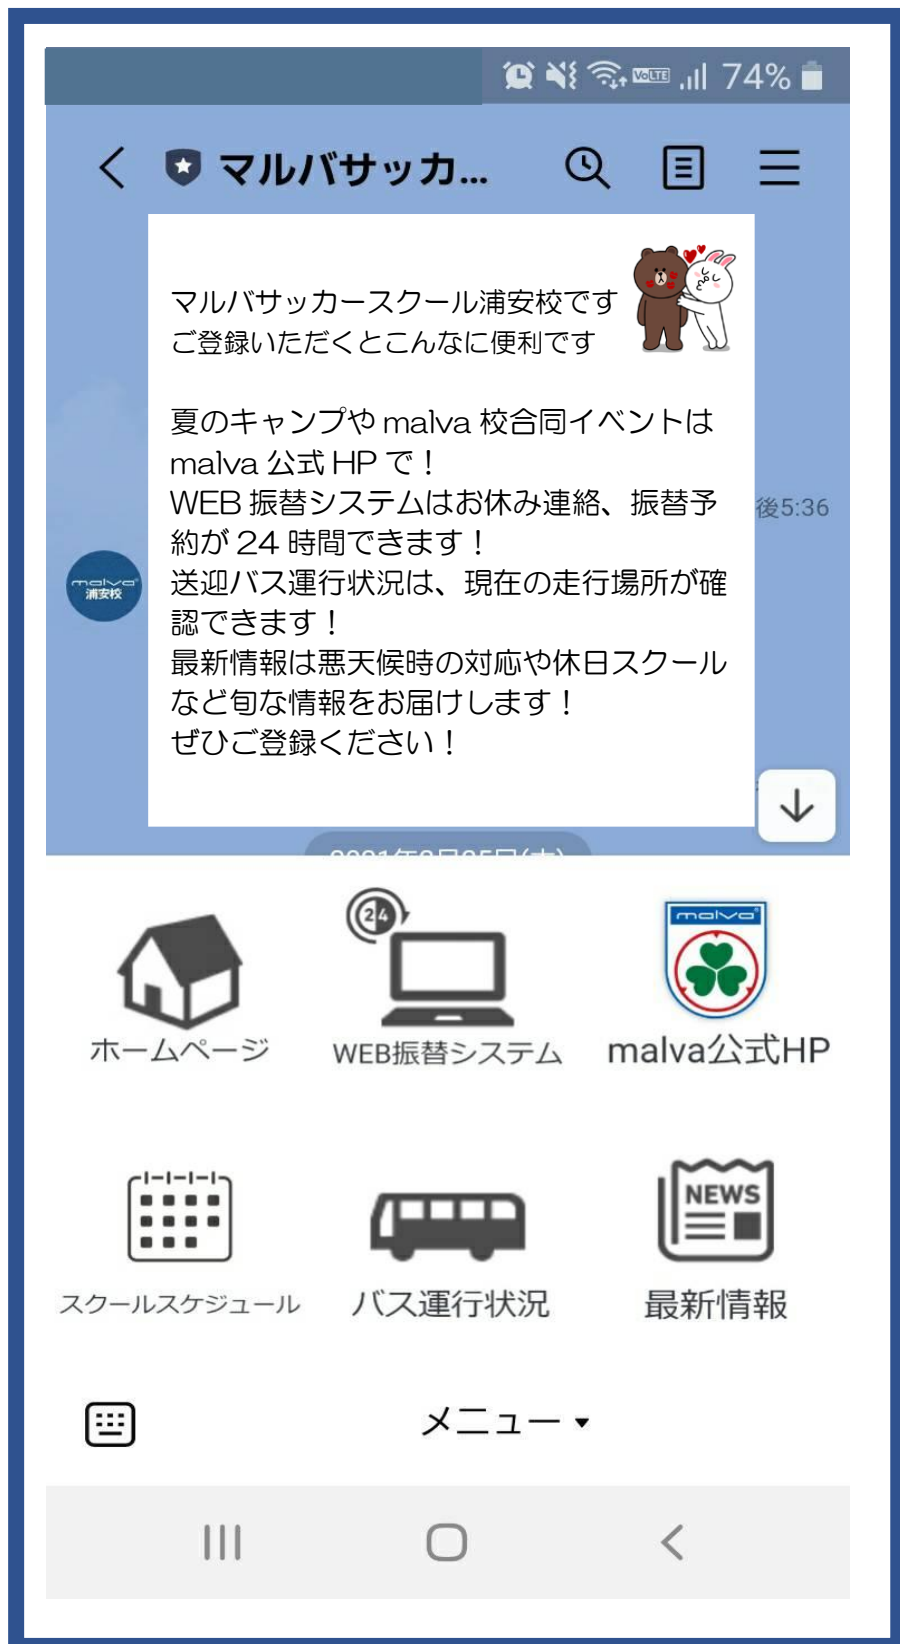 74%
マルバサッカ...
マルバサッカースクール浦安校です
ご登録いただくとこんなに便利です
夏のキャンプや malva 校合同イベントは
malva 公式 HP で！
WEB 振替システムはお休み連絡、振替予
約が 24 時間できます！
送迎バス運行状況は、現在の走行場所が確
認できます！
最新情報は悪天候時の対応や休日スクール
など旬な情報をお届けします！
ぜひご登録ください！
後5:36
malva
浦安校
24
malva
ホームページ
WEB振替システム
malva公式HP
NEWS
スクールスケジュール
バス運行状況
最新情報
メニュー